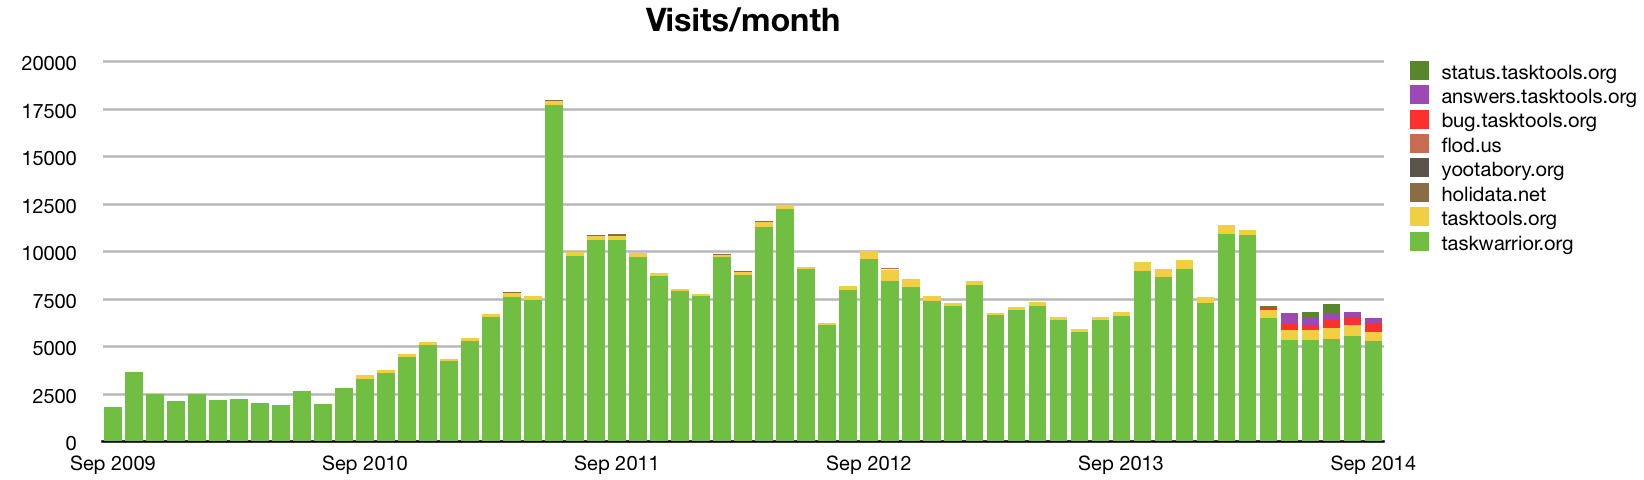 Visits/month
20000
17500
15000
12500
10000
7500
5000
2500
0
Sep 2009
Sep 2010
Sep 2011
Sep 2012
Sep 2013
Sep 2014
status.tasktools.org
answers.tasktools.org
bug.tasktools.org
flod.us
yootabory.org
holidata.net
tasktools.org
taskwarrior.org